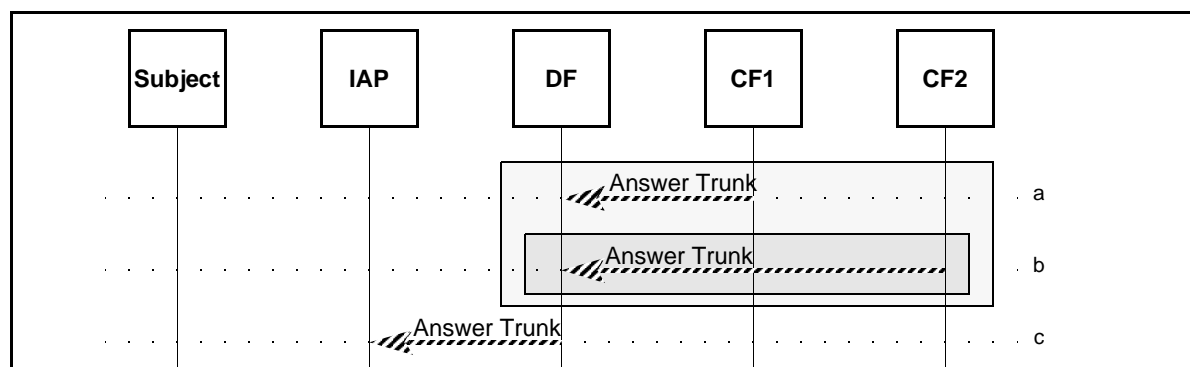 Subject IAP DF CF1 CF2
Answer Trunk a
Answer Trunk b
Answer Trunk c